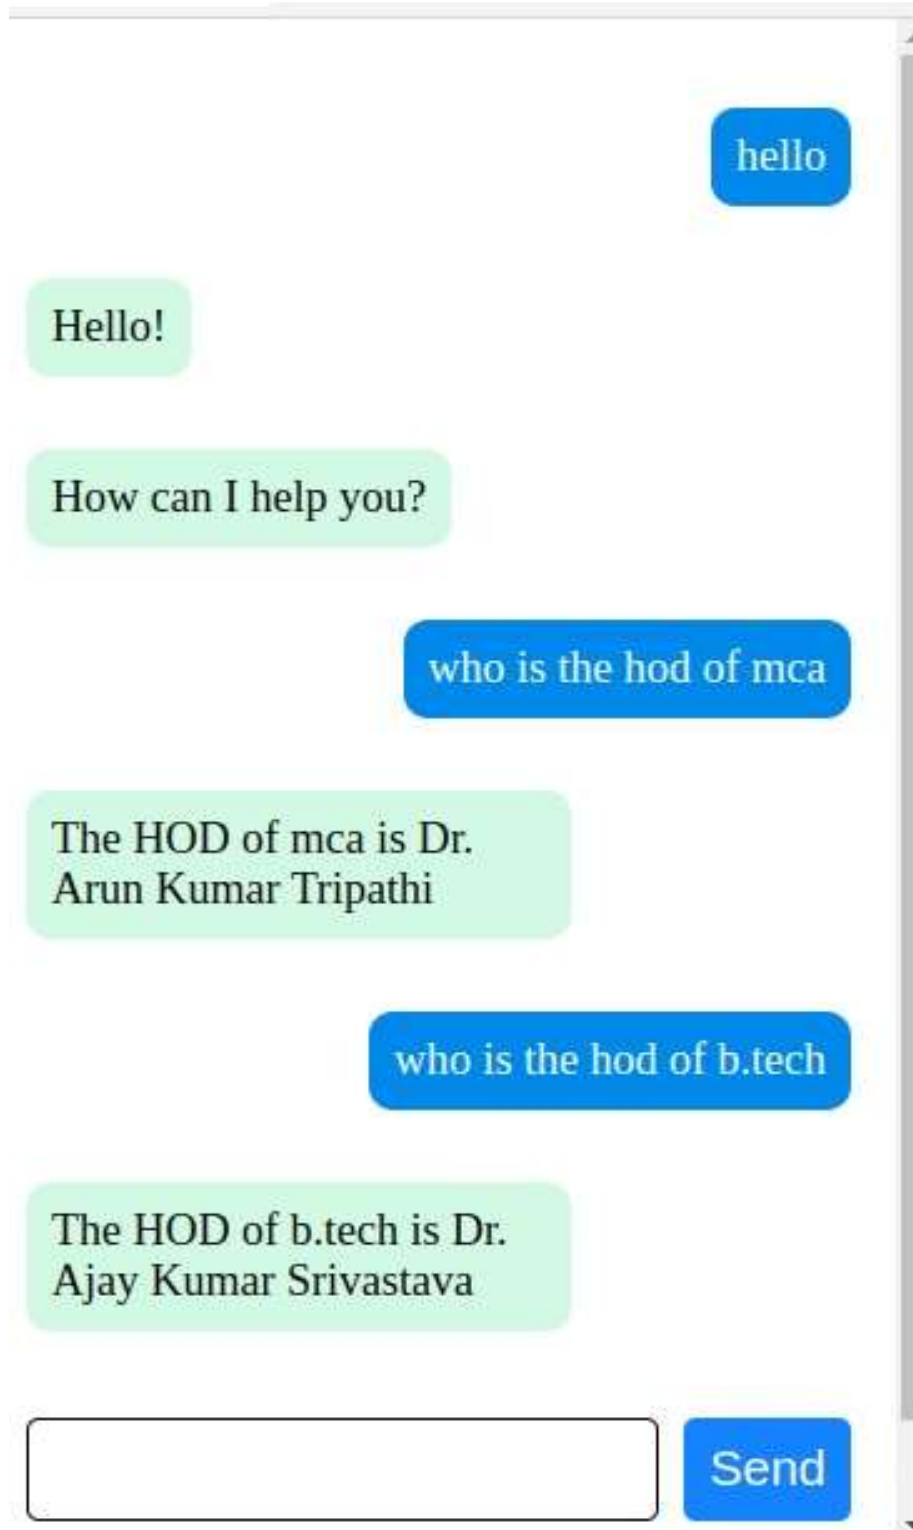 hello
Hello!
How can I help you?
who is the hod of mca
The HOD of mca is Dr.
Arun Kumar Tripathi
who is the hod of b.tech
The HOD of b.tech is Dr.
Ajay Kumar Srivastava
Send